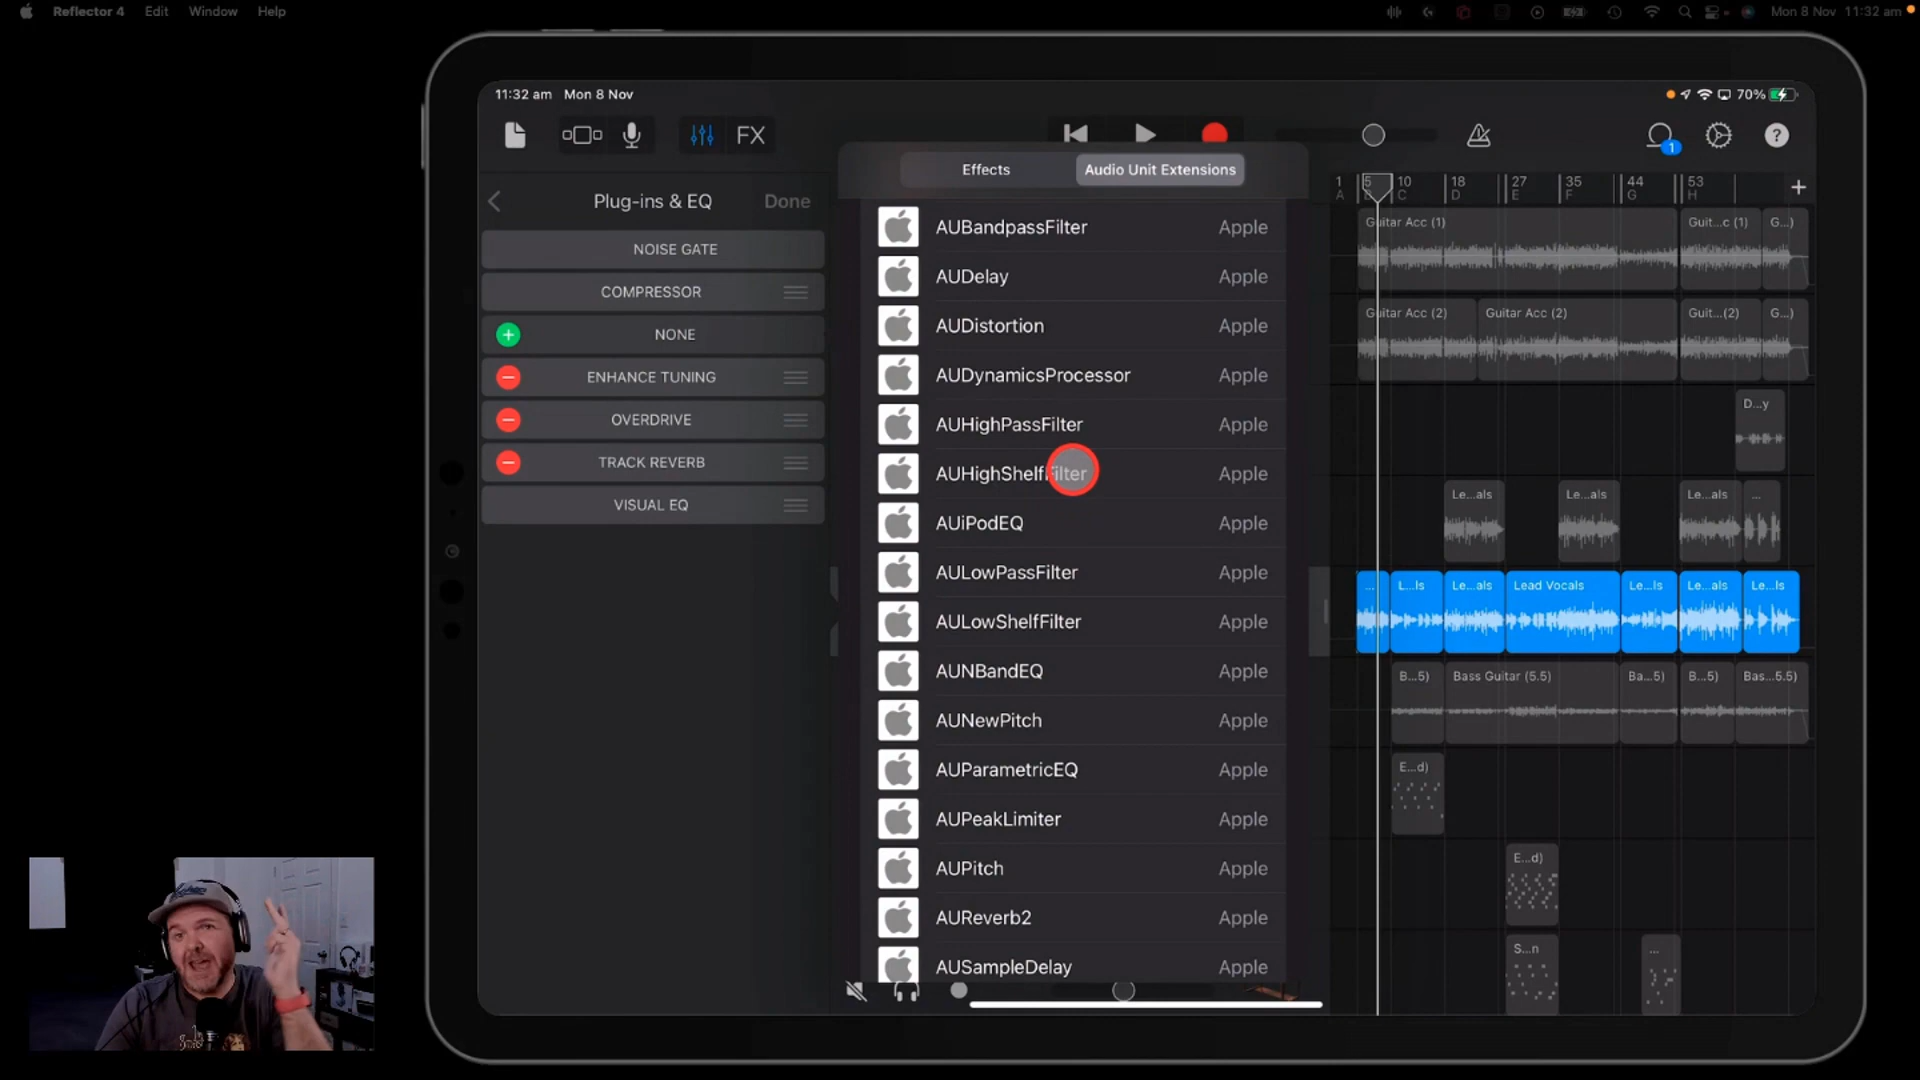 Reflector 4 Edit Window Help
Mon 8 Nov 11:32 am
11:32 am Mon 8 Nov
70%
FX
1
?
Effects
Audio Unit Extensions
Plug-ins & EQ
Done
NOISE GATE
COMPRESSOR
NONE
ENHANCE TUNING
OVERDRIVE
TRACK REVERB
VISUAL EQ
AUBandpassFilter Apple
AUDelay Apple
AUDistortion Apple
AUDynamicsProcessor Apple
AUHighPassFilter Apple
AUHighShelfFilter Apple
AUiPodEQ Apple
AULowPassFilter Apple
AULowShelfFilter Apple
AUNBandEQ Apple
AUNewPitch Apple
AUParametricEQ Apple
AUPeakLimiter Apple
AUPitch Apple
AUReverb2 Apple
AUSampleDelay Apple
1 5 10 18 27 35 44 53
A C D E F G H
Guitar Acc (1) Guit...c (1) G...)
Guitar Acc (2) Guitar Acc (2) Guit...(2) G...)
D...y
Le...als Le...als Le...als ...
... L...ls Le...als Lead Vocals Le...ls Le...als Le...ls
B...5) Bass Guitar (5.5) Ba...5) B...5) Bas...5.5)
E...d)
E...d)
S...n ...